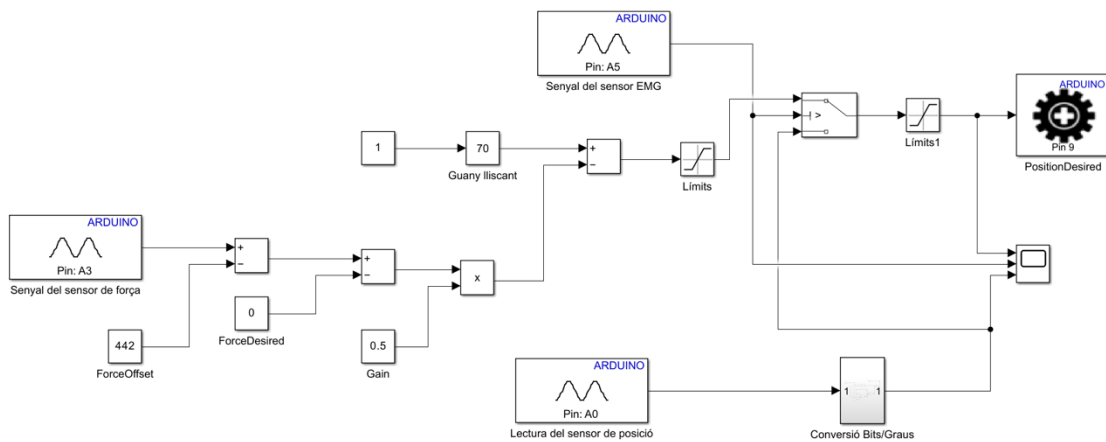 ARDUINO
Pin: A5
Senyal del sensor EMG
>
ARDUINO
Pin 9
PositionDesired
Límits1
1
70
Guany lliscant
+
−
Límits
ARDUINO
Pin: A3
Senyal del sensor de força
+
−
+
−
x
442
ForceOffset
0
ForceDesired
0.5
Gain
ARDUINO
Pin: A0
Lectura del sensor de posició
1 1
Conversió Bits/Graus